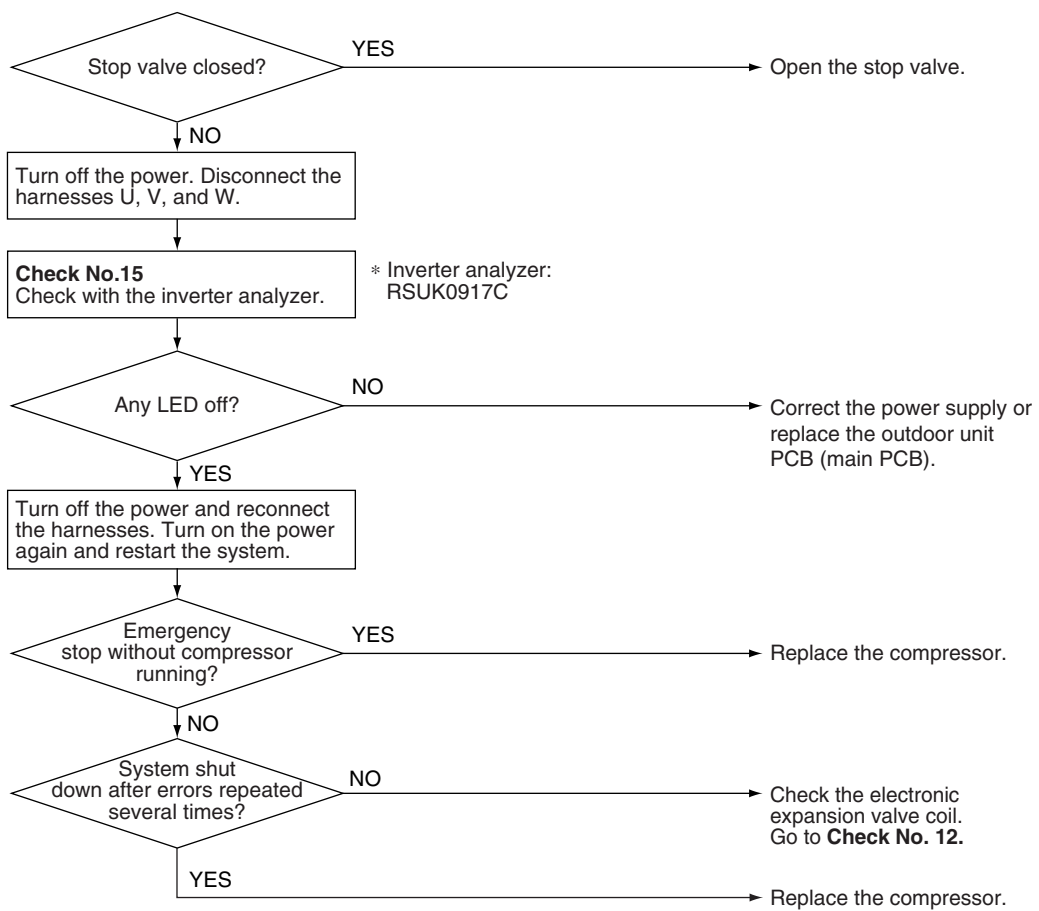 Stop valve closed?
YES
Open the stop valve.
NO
Turn off the power. Disconnect the
harnesses U, V, and W.
Check No.15
Check with the inverter analyzer.
* Inverter analyzer:
RSUK0917C
Any LED off?
NO
Correct the power supply or
replace the outdoor unit
PCB (main PCB).
YES
Turn off the power and reconnect
the harnesses. Turn on the power
again and restart the system.
Emergency
stop without compressor
running?
YES
Replace the compressor.
NO
System shut
down after errors repeated
several times?
NO
Check the electronic
expansion valve coil.
Go to Check No. 12.
YES
Replace the compressor.